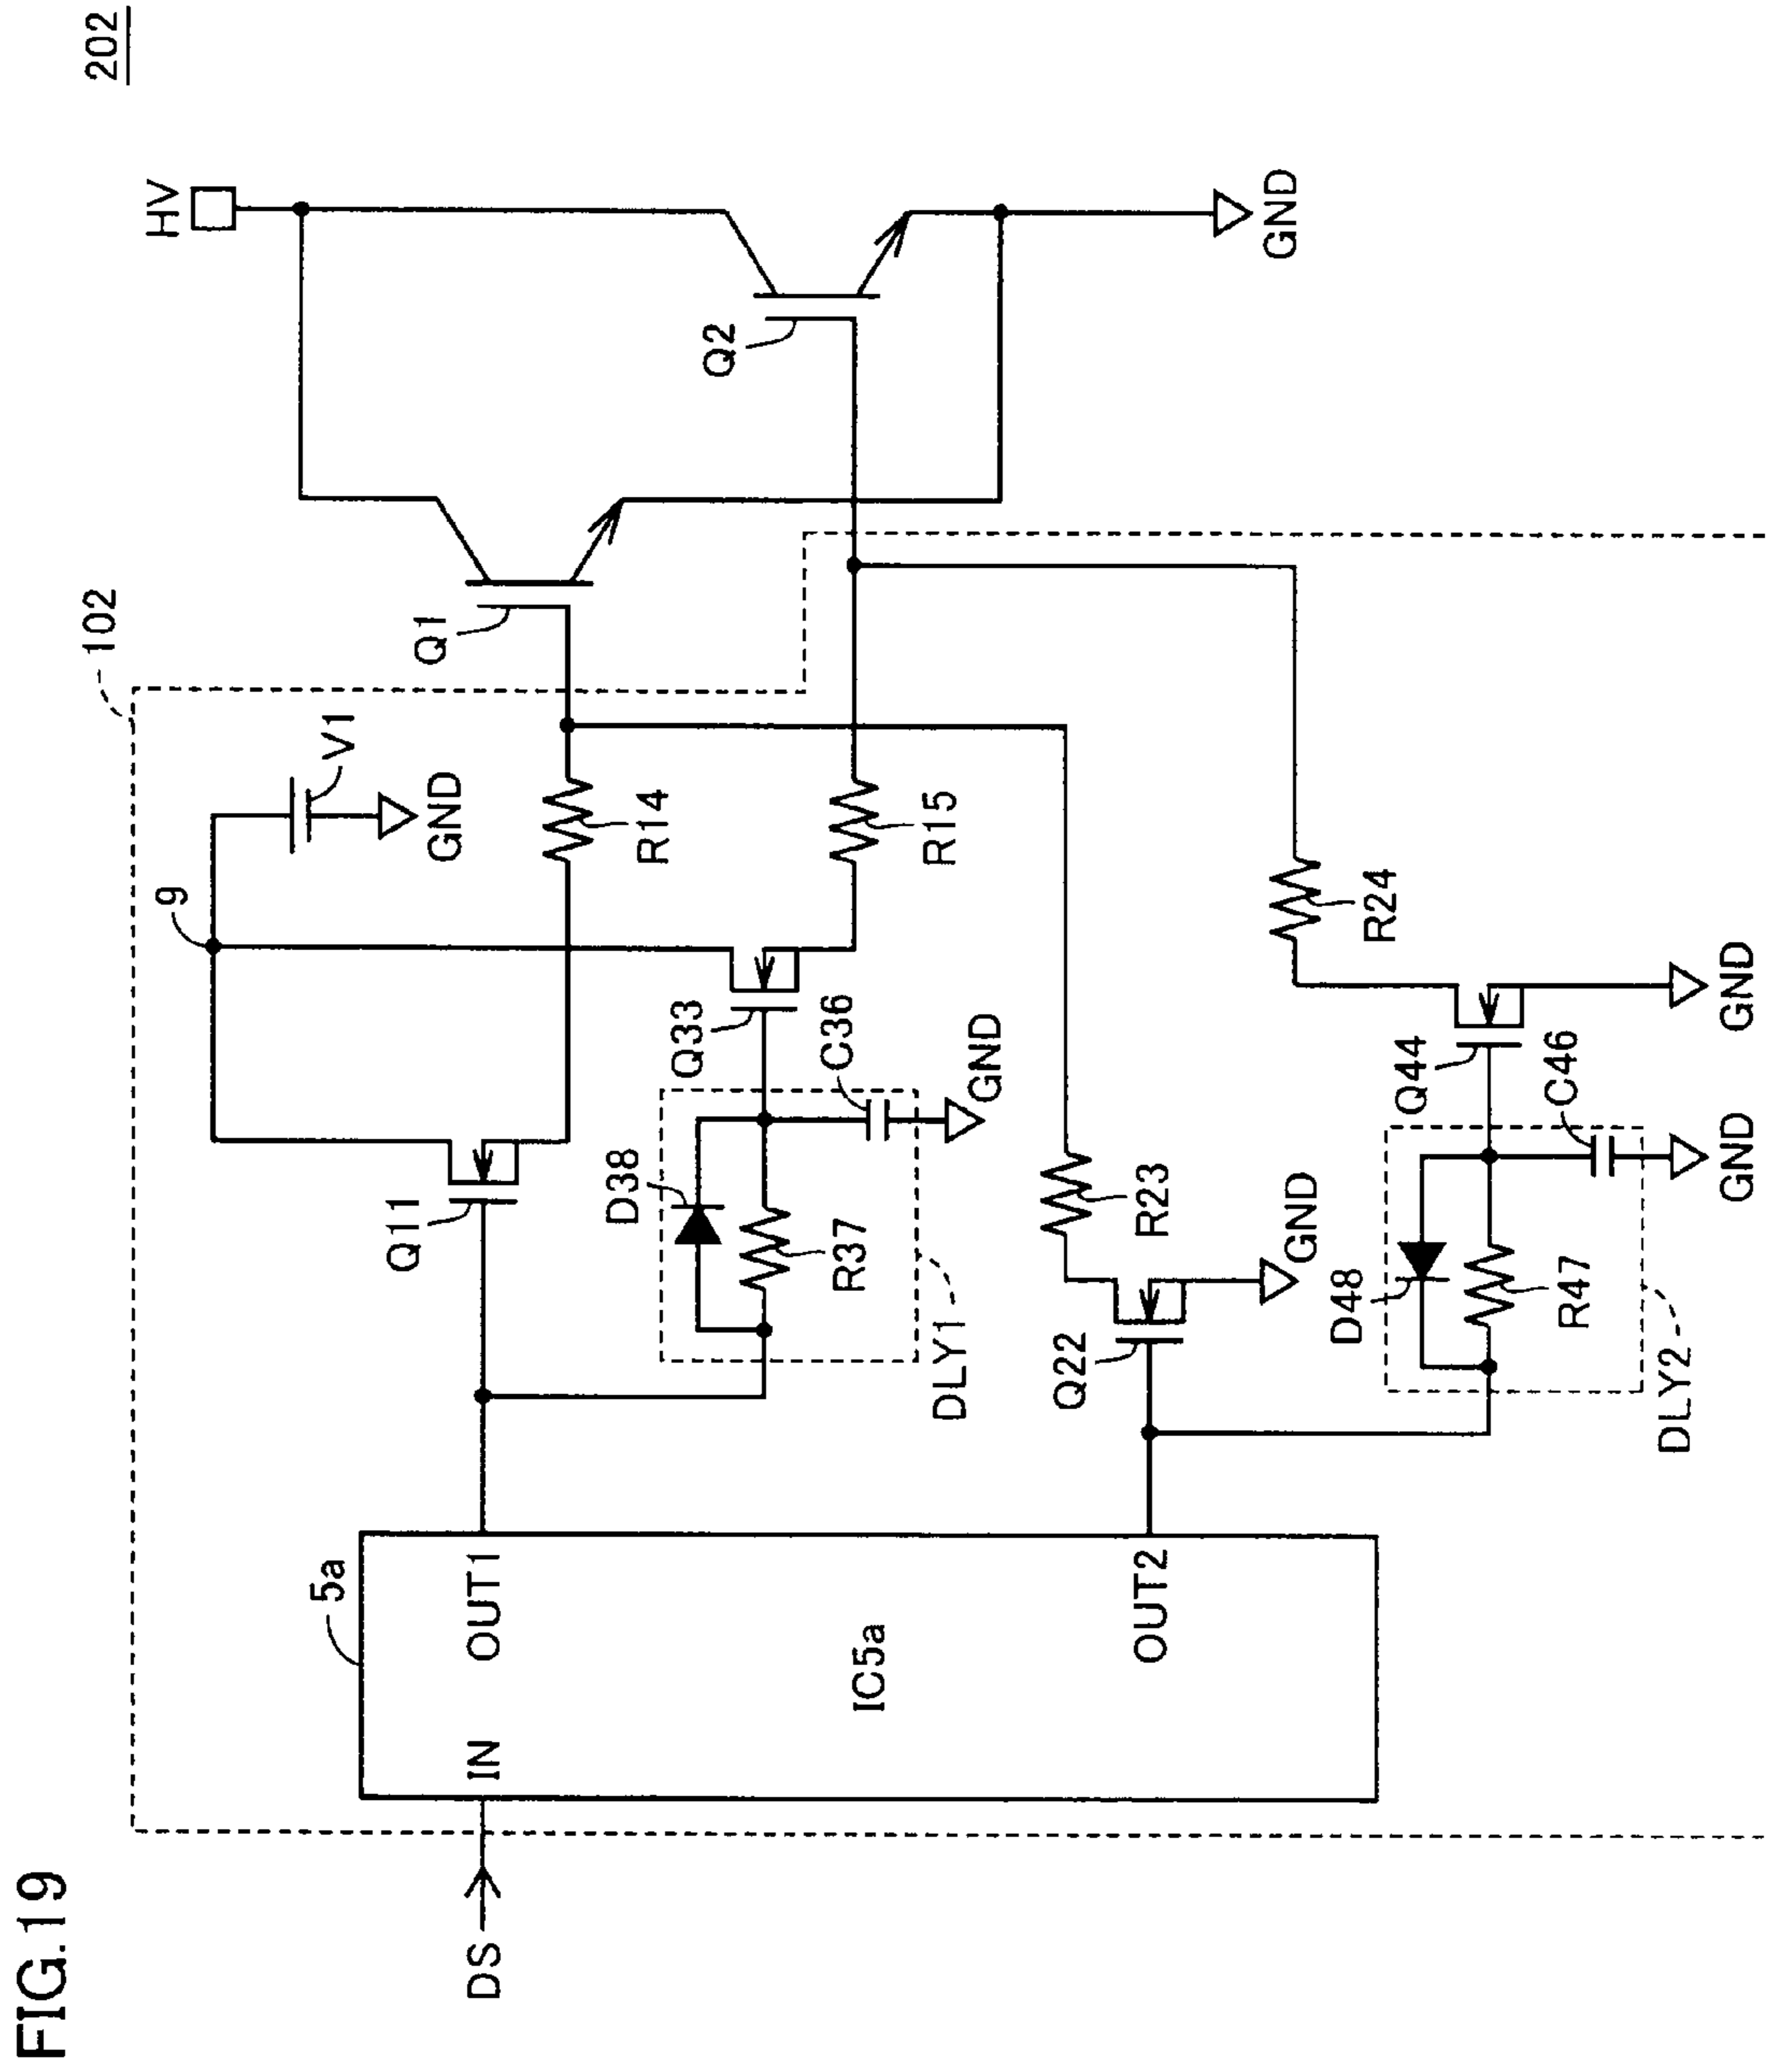 FIG.19
202
HV
102
9
V1
GND
Q1
Q2
GND
R14
R15
Q11
Q33
D38
R37
C36
GND
DLY1
5a
IN
OUT1
IC5a
OUT2
DS
Q22
R23
GND
R24
Q44
GND
D48
R47
C46
GND
DLY2